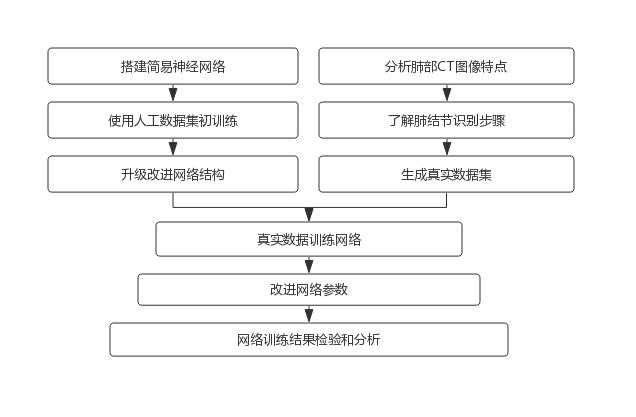 搭建简易神经网络
分析肺部CT图像特点
使用人工数据集初训练
了解肺结节识别步骤
升级改进网络结构
生成真实数据集
真实数据训练网络
改进网络参数
网络训练结果检验和分析